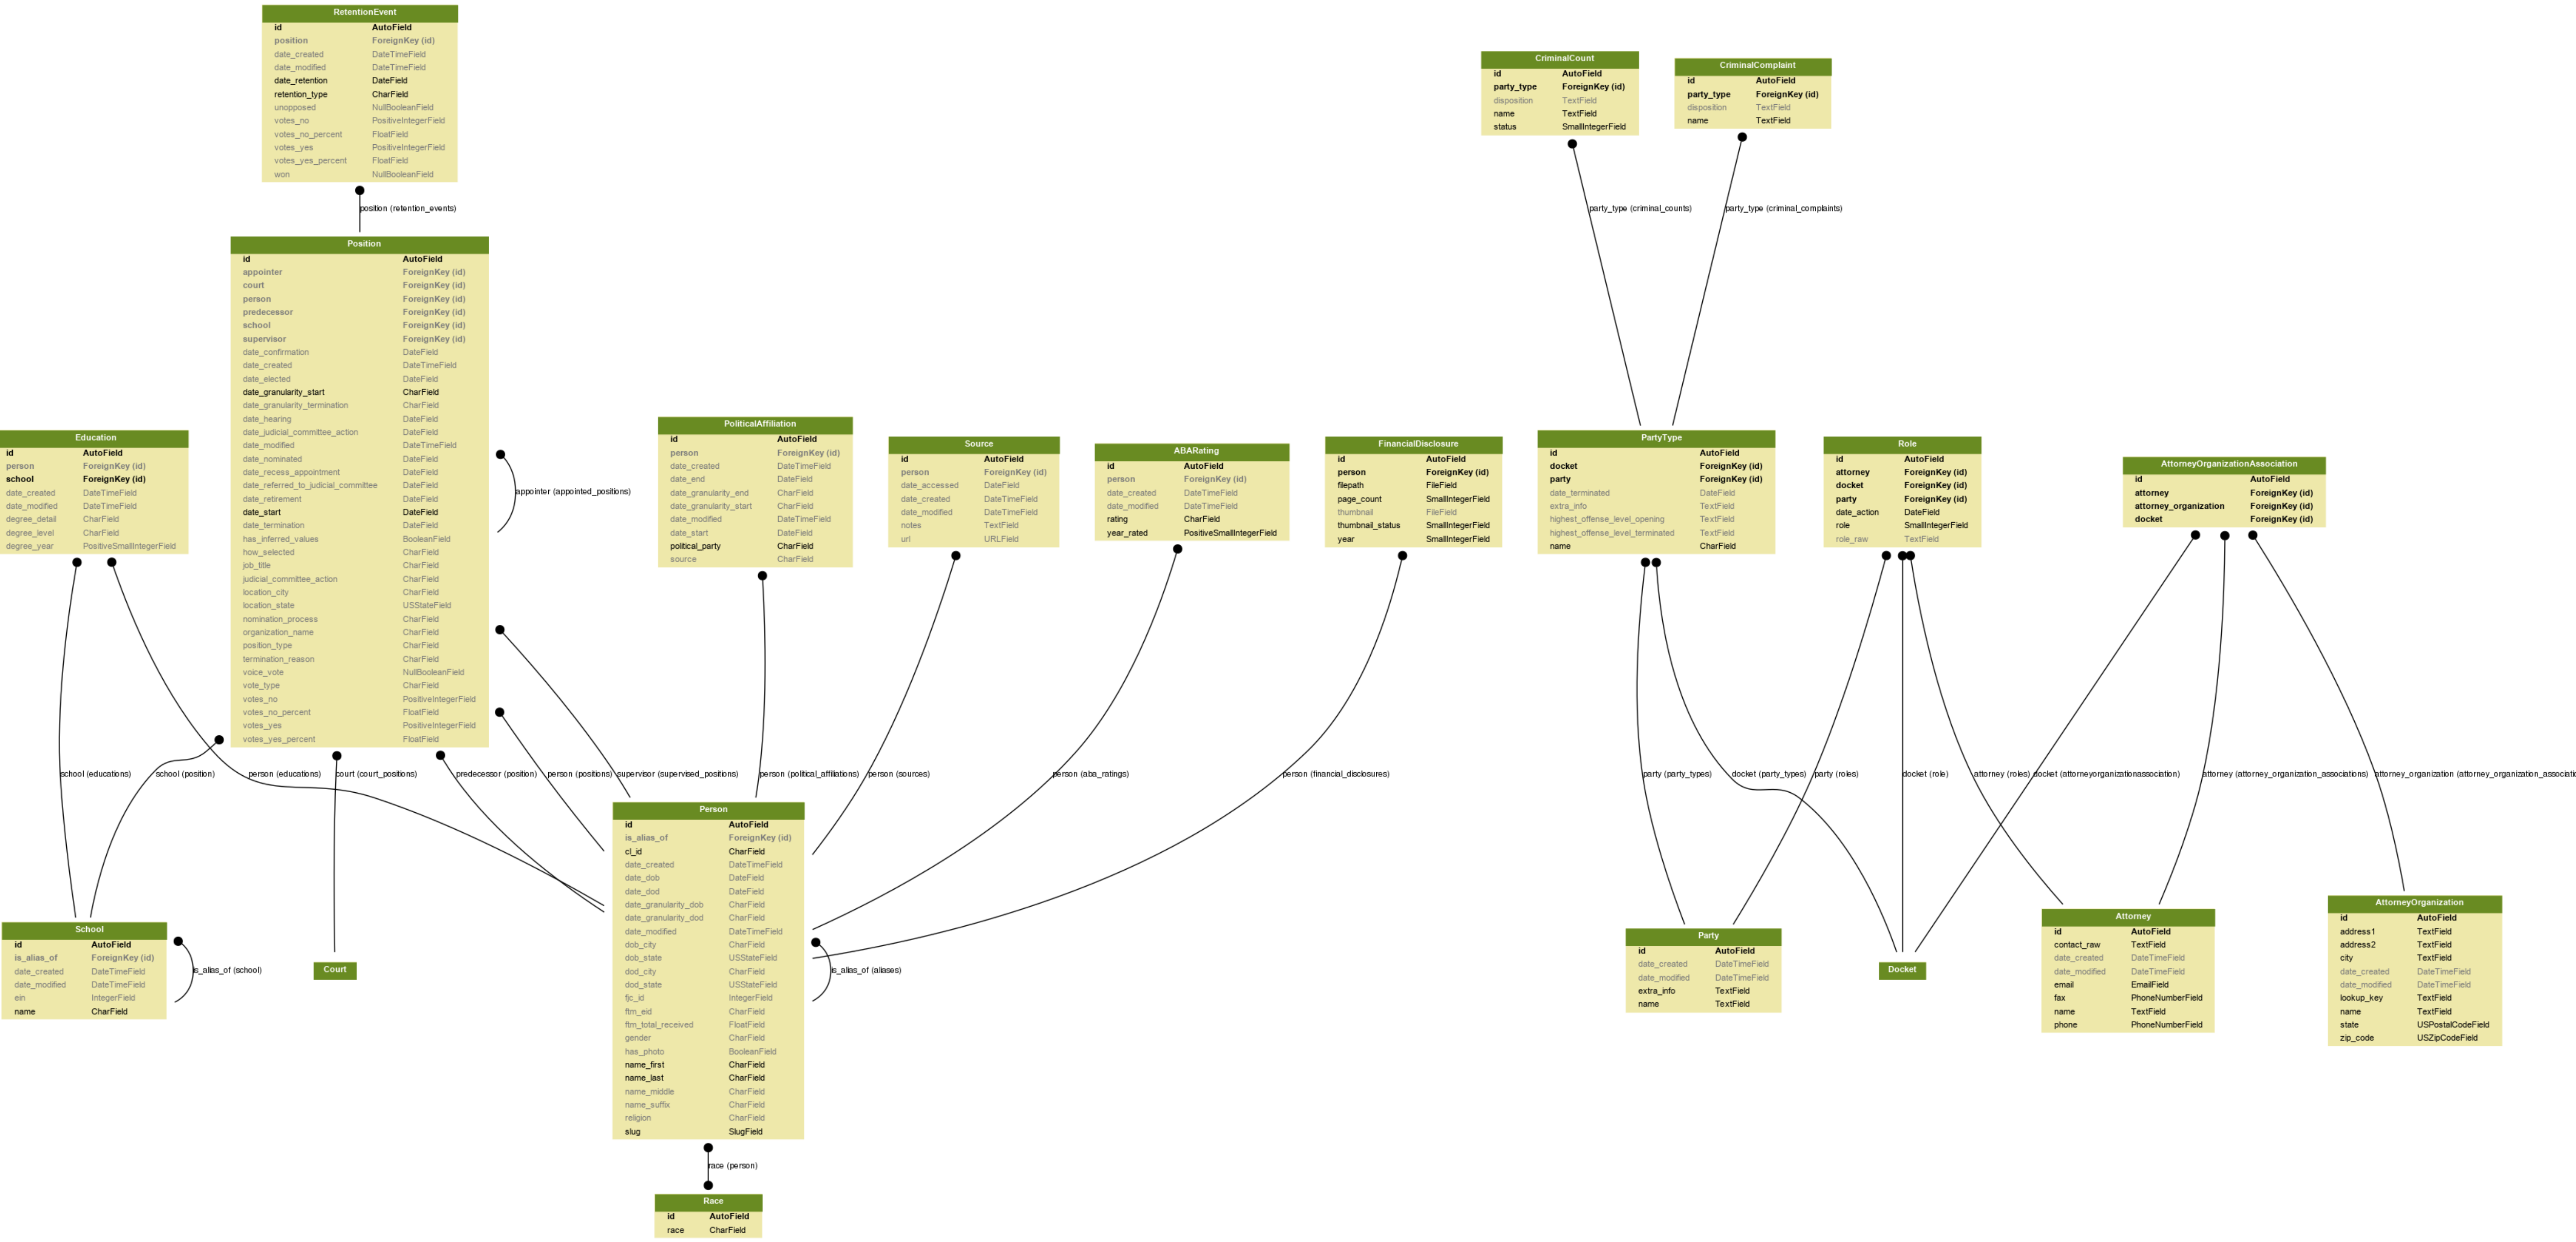 RetentionEvent
id AutoField
position ForeignKey (id)
date_created DateTimeField
date_modified DateTimeField
date_retention DateField
retention_type CharField
unopposed NullBooleanField
votes_no PositiveIntegerField
votes_no_percent FloatField
votes_yes PositiveIntegerField
votes_yes_percent FloatField
won NullBooleanField
CriminalCount
id AutoField
party_type ForeignKey (id)
disposition TextField
name TextField
status SmallIntegerField
CriminalComplaint
id AutoField
party_type ForeignKey (id)
disposition TextField
name TextField
position (retention_events)
party_type (criminal_counts)
party_type (criminal_complaints)
Position
id AutoField
appointer ForeignKey (id)
court ForeignKey (id)
person ForeignKey (id)
predecessor ForeignKey (id)
school ForeignKey (id)
supervisor ForeignKey (id)
date_confirmation DateField
date_created DateTimeField
date_elected DateField
date_granularity_start CharField
date_granularity_termination CharField
date_hearing DateField
date_judicial_committee_action DateField
date_modified DateTimeField
date_nominated DateField
date_recess_appointment DateField
date_referred_to_judicial_committee DateField
date_retirement DateField
date_start DateField
date_termination DateField
has_inferred_values BooleanField
how_selected CharField
job_title CharField
judicial_committee_action CharField
location_city CharField
location_state USStateField
nomination_process CharField
organization_name CharField
position_type CharField
termination_reason CharField
voice_vote NullBooleanField
vote_type CharField
votes_no PositiveIntegerField
votes_no_percent FloatField
votes_yes PositiveIntegerField
votes_yes_percent FloatField
appointer (appointed_positions)
Education
id AutoField
person ForeignKey (id)
school ForeignKey (id)
date_created DateTimeField
date_modified DateTimeField
degree_detail CharField
degree_level CharField
degree_year PositiveSmallIntegerField
PoliticalAffiliation
id AutoField
person ForeignKey (id)
date_created DateTimeField
date_end DateField
date_granularity_end CharField
date_granularity_start CharField
date_modified DateTimeField
date_start DateField
political_party CharField
source CharField
Source
id AutoField
person ForeignKey (id)
date_accessed DateField
date_created DateTimeField
date_modified DateTimeField
notes TextField
url URLField
ABARating
id AutoField
person ForeignKey (id)
date_created DateTimeField
date_modified DateTimeField
rating CharField
year_rated PositiveSmallIntegerField
FinancialDisclosure
id AutoField
person ForeignKey (id)
filepath FileField
page_count SmallIntegerField
thumbnail FileField
thumbnail_status SmallIntegerField
year SmallIntegerField
PartyType
id AutoField
docket ForeignKey (id)
party ForeignKey (id)
date_terminated DateField
extra_info TextField
highest_offense_level_opening TextField
highest_offense_level_terminated TextField
name CharField
Role
id AutoField
attorney ForeignKey (id)
docket ForeignKey (id)
party ForeignKey (id)
date_action DateField
role SmallIntegerField
role_raw TextField
AttorneyOrganizationAssociation
id AutoField
attorney ForeignKey (id)
attorney_organization ForeignKey (id)
docket ForeignKey (id)
school (educations)
school (position)
person (educations)
court (court_positions)
predecessor (position)
person (positions)
supervisor (supervised_positions)
person (political_affiliations)
person (sources)
person (aba_ratings)
person (financial_disclosures)
party (party_types)
docket (party_types)
party (roles)
docket (role)
attorney (roles)
docket (attorneyorganizationassociation)
attorney (attorney_organization_associations)
attorney_organization (attorney_organization_associati
School
id AutoField
is_alias_of ForeignKey (id)
date_created DateTimeField
date_modified DateTimeField
ein IntegerField
name CharField
is_alias_of (school)
Court
Person
id AutoField
is_alias_of ForeignKey (id)
cl_id CharField
date_created DateTimeField
date_dob DateField
date_dod DateField
date_granularity_dob CharField
date_granularity_dod CharField
date_modified DateTimeField
dob_city CharField
dob_state USStateField
dod_city CharField
dod_state USStateField
fjc_id IntegerField
ftm_eid CharField
ftm_total_received FloatField
gender CharField
has_photo BooleanField
name_first CharField
name_last CharField
name_middle CharField
name_suffix CharField
religion CharField
slug SlugField
is_alias_of (aliases)
Party
id AutoField
date_created DateTimeField
date_modified DateTimeField
extra_info TextField
name TextField
Docket
Attorney
id AutoField
contact_raw TextField
date_created DateTimeField
date_modified DateTimeField
email EmailField
fax PhoneNumberField
name TextField
phone PhoneNumberField
AttorneyOrganization
id AutoField
address1 TextField
address2 TextField
city TextField
date_created DateTimeField
date_modified DateTimeField
lookup_key TextField
name TextField
state USPostalCodeField
zip_code USZipCodeField
race (person)
Race
id AutoField
race CharField